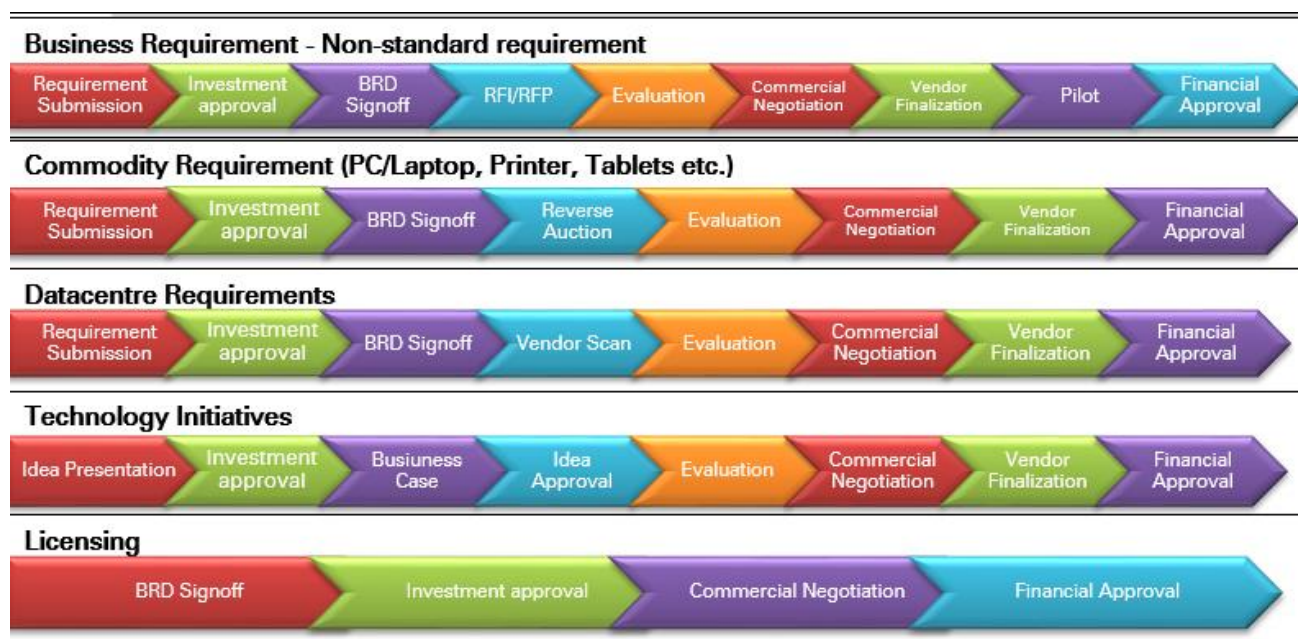 Business Requirement - Non-standard requirement
Requirement Submission
Investment approval
BRD Signoff
RFI/RFP
Evaluation
Commercial Negotiation
Vendor Finalization
Pilot
Financial Approval
Commodity Requirement (PC/Laptop, Printer, Tablets etc.)
Requirement Submission
Investment approval
BRD Signoff
Reverse Auction
Evaluation
Commercial Negotiation
Vendor Finalization
Financial Approval
Datacentre Requirements
Requirement Submission
Investment approval
BRD Signoff
Vendor Scan
Evaluation
Commercial Negotiation
Vendor Finalization
Financial Approval
Technology Initiatives
Idea Presentation
Investment approval
Busiuness Case
Idea Approval
Evaluation
Commercial Negotiation
Vendor Finalization
Financial Approval
Licensing
BRD Signoff
Investment approval
Commercial Negotiation
Financial Approval